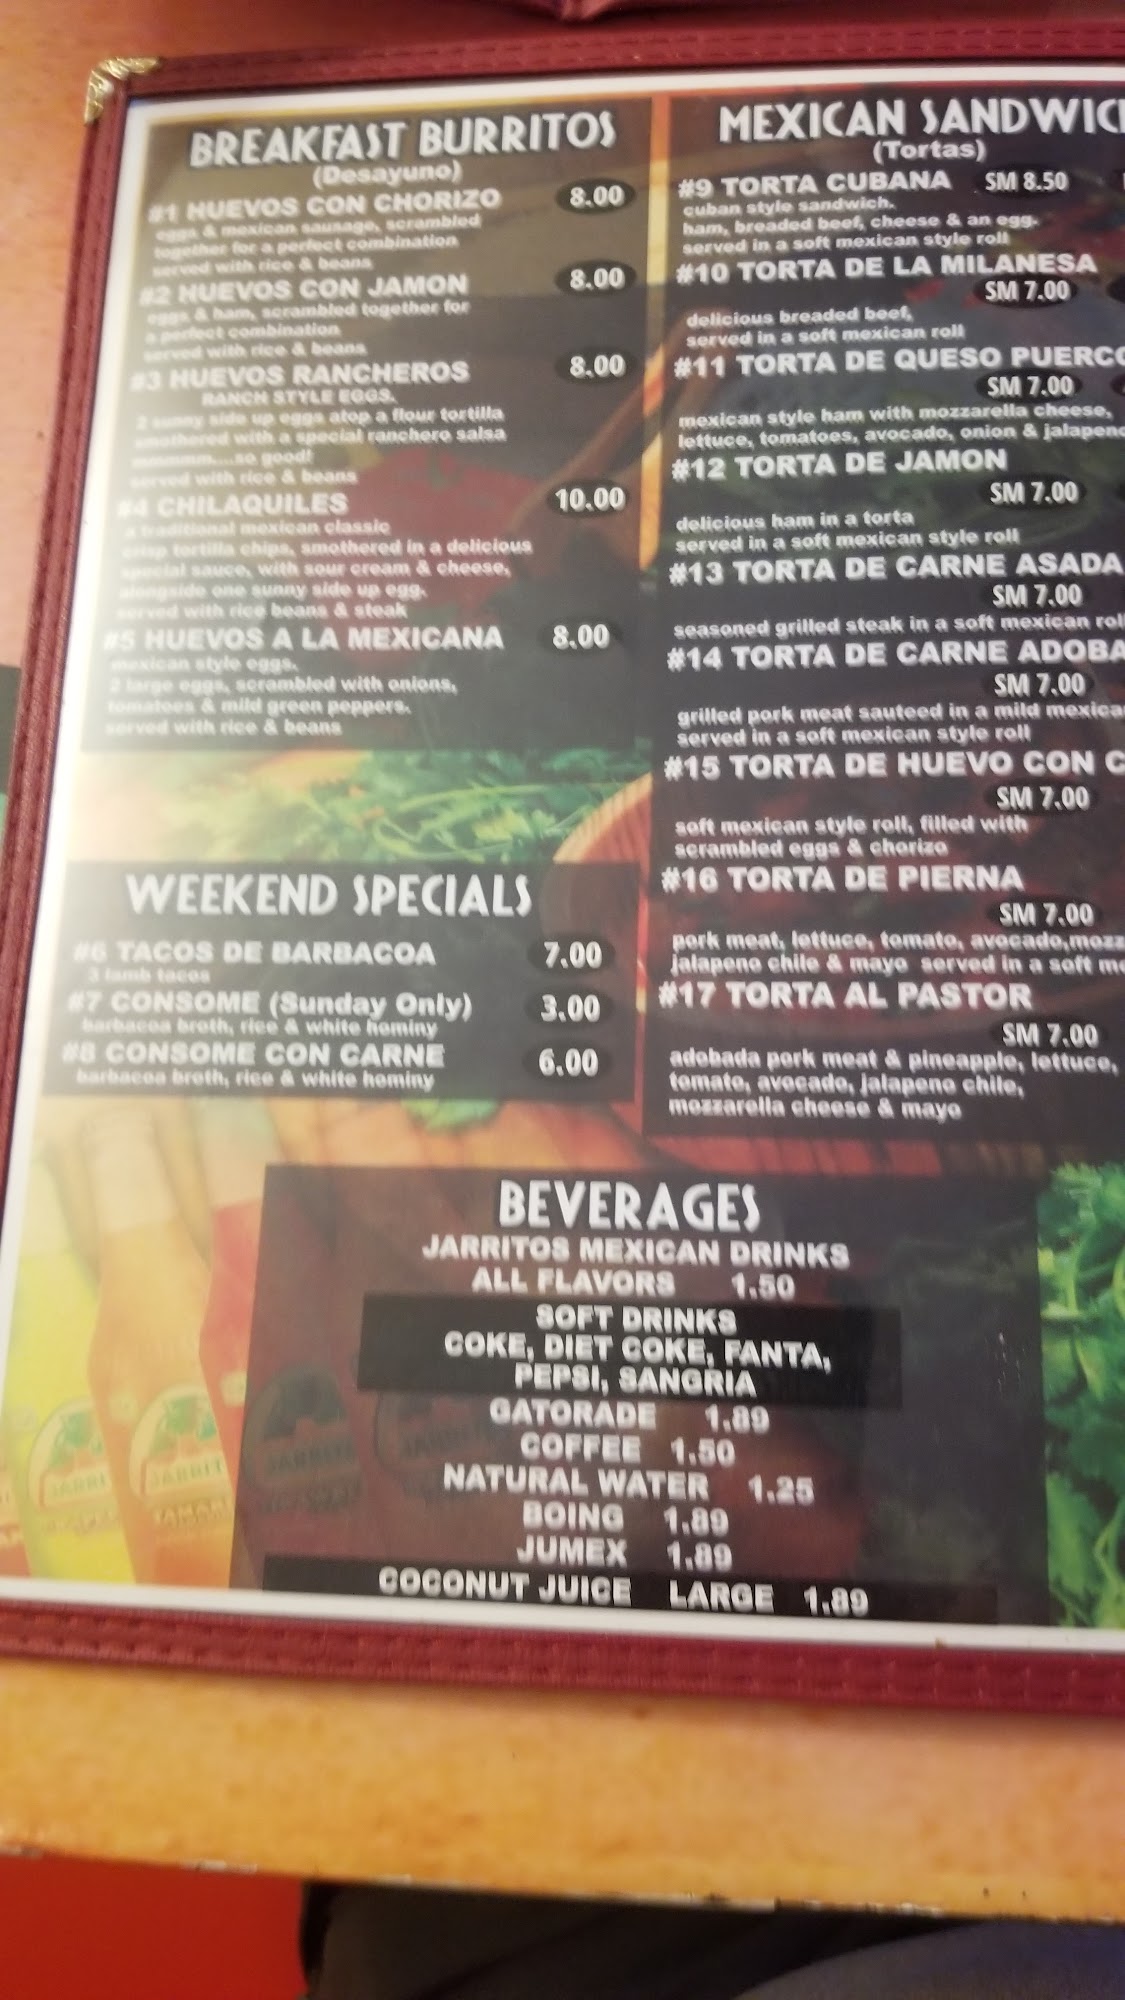 BREAKFAST BURRITOS
(Desayuno)
#1 HUEVOS CON CHORIZO 8.00
eggs & mexican sausage, scrambled
together for a perfect combination
served with rice & beans
#2 HUEVOS CON JAMON 8.00
eggs & ham, scrambled together for
a perfect combination
served with rice & beans
#3 HUEVOS RANCHEROS 8.00
RANCH STYLE EGGS.
2 sunny side up eggs atop a flour tortilla
smothered with a special ranchero salsa
mmmmm....so good!
served with rice & beans
#4 CHILAQUILES 10.00
a traditional mexican classic
crisp tortilla chips, smothered in a delicious
special sauce, with sour cream & cheese,
alongside one sunny side up egg.
served with rice beans & steak
#5 HUEVOS A LA MEXICANA 8.00
mexican style eggs.
2 large eggs, scrambled with onions,
tomatoes & mild green peppers.
served with rice & beans
WEEKEND SPECIALS
#6 TACOS DE BARBACOA 7.00
3 lamb tacos
#7 CONSOME (Sunday Only) 3.00
barbacoa broth, rice & white hominy
#8 CONSOME CON CARNE 6.00
barbacoa broth, rice & white hominy
MEXICAN SANDWIC
(Tortas)
#9 TORTA CUBANA SM 8.50
cuban style sandwich.
ham, breaded beef, cheese & an egg.
served in a soft mexican style roll
#10 TORTA DE LA MILANESA
SM 7.00
delicious breaded beef,
served in a soft mexican roll
#11 TORTA DE QUESO PUERCO
SM 7.00
mexican style ham with mozzarella cheese,
lettuce, tomatoes, avocado, onion & jalapeno
#12 TORTA DE JAMON
SM 7.00
delicious ham in a torta
served in a soft mexican style roll
#13 TORTA DE CARNE ASADA
SM 7.00
seasoned grilled steak in a soft mexican roll
#14 TORTA DE CARNE ADOBA
SM 7.00
grilled pork meat sauteed in a mild mexica
served in a soft mexican style roll
#15 TORTA DE HUEVO CON C
SM 7.00
soft mexican style roll, filled with
scrambled eggs & chorizo
#16 TORTA DE PIERNA
SM 7.00
pork meat, lettuce, tomato, avocado,mozz
jalapeno chile & mayo served in a soft me
#17 TORTA AL PASTOR
SM 7.00
adobada pork meat & pineapple, lettuce,
tomato, avocado, jalapeno chile,
mozzarella cheese & mayo
BEVERAGES
JARRITOS MEXICAN DRINKS
ALL FLAVORS 1.50
SOFT DRINKS
COKE, DIET COKE, FANTA,
PEPSI, SANGRIA
GATORADE 1.89
COFFEE 1.50
NATURAL WATER 1.25
BOING 1.89
JUMEX 1.89
COCONUT JUICE LARGE 1.89